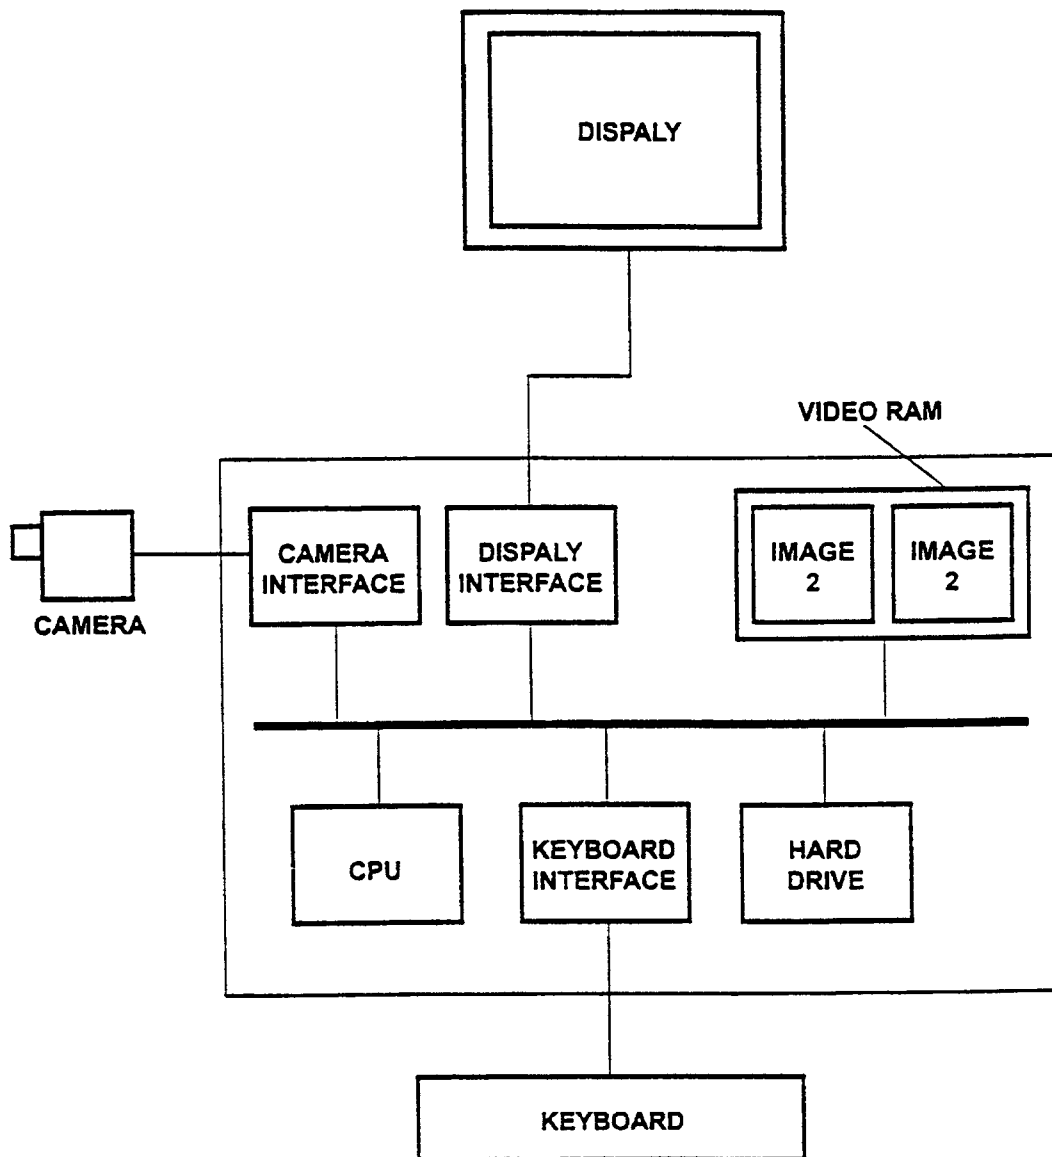 DISPALY
VIDEO RAM
CAMERA
INTERFACE
DISPALY
INTERFACE
IMAGE
2
IMAGE
2
CAMERA
CPU
KEYBOARD
INTERFACE
HARD
DRIVE
KEYBOARD